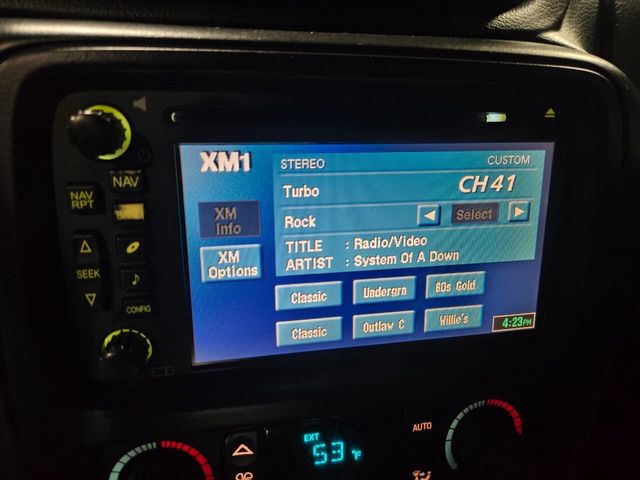 XM1
STEREO
CUSTOM
Turbo
CH 41
Rock
Select
XM Info
TITLE : Radio/Video
ARTIST : System Of A Down
XM Options
Classic
Undergrn
60s Gold
Classic
Outlaw C
Willie's
4:23PM
NAV
NAV RPT
SEEK
CONFIG
AUTO
EXT
53 °F